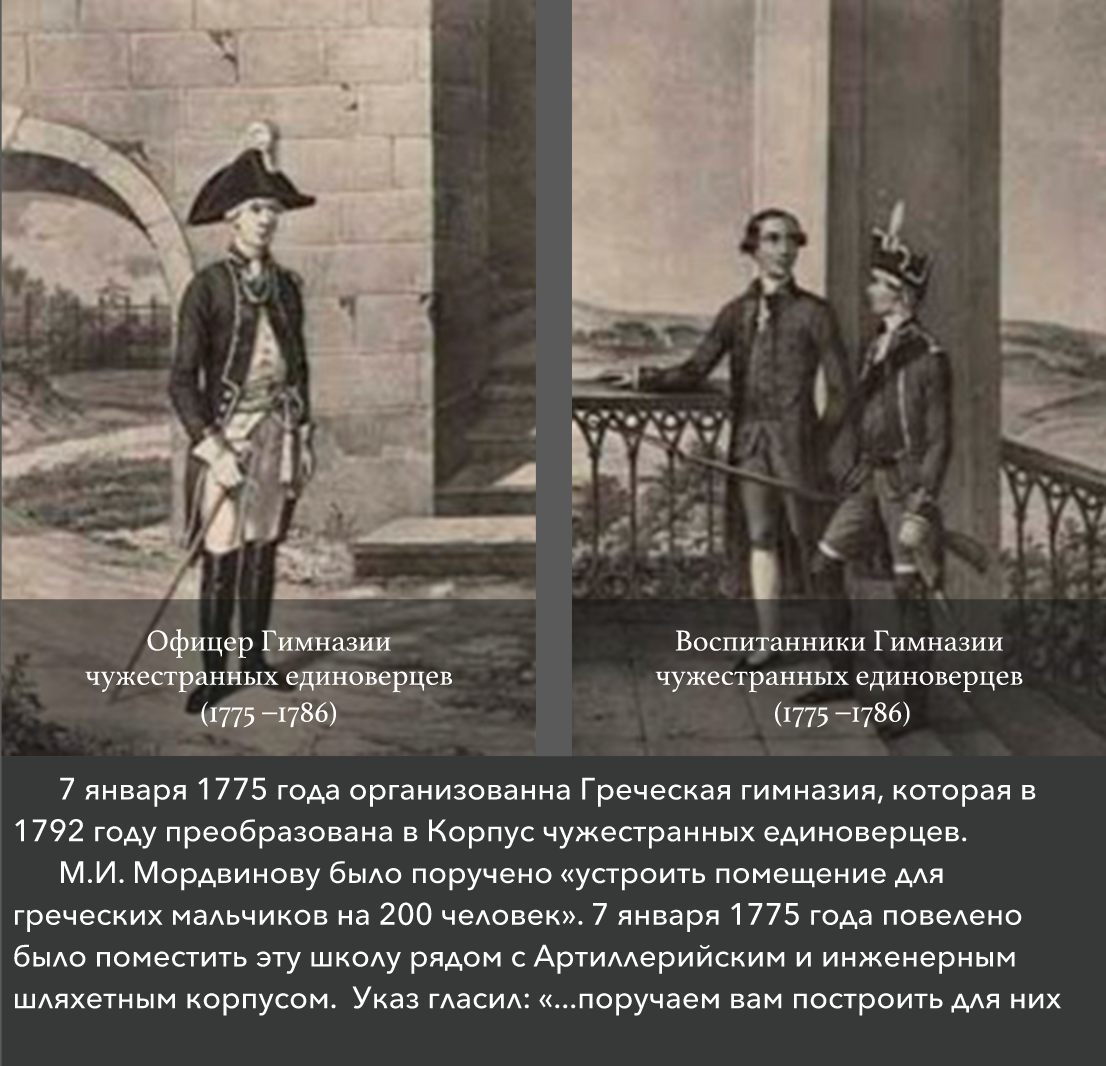 Офицер Гимназии
чужестранных единоверцев
(1775 –1786)
Воспитанники Гимназии
чужестранных единоверцев
(1775 –1786)
7 января 1775 года организованна Греческая гимназия, которая в
1792 году преобразована в Корпус чужестранных единоверцев.
М.И. Мордвинову было поручено «устроить помещение для
греческих мальчиков на 200 человек». 7 января 1775 года повелено
было поместить эту школу рядом с Артиллерийским и инженерным
шляхетным корпусом. Указ гласил: «...поручаем вам построить для них